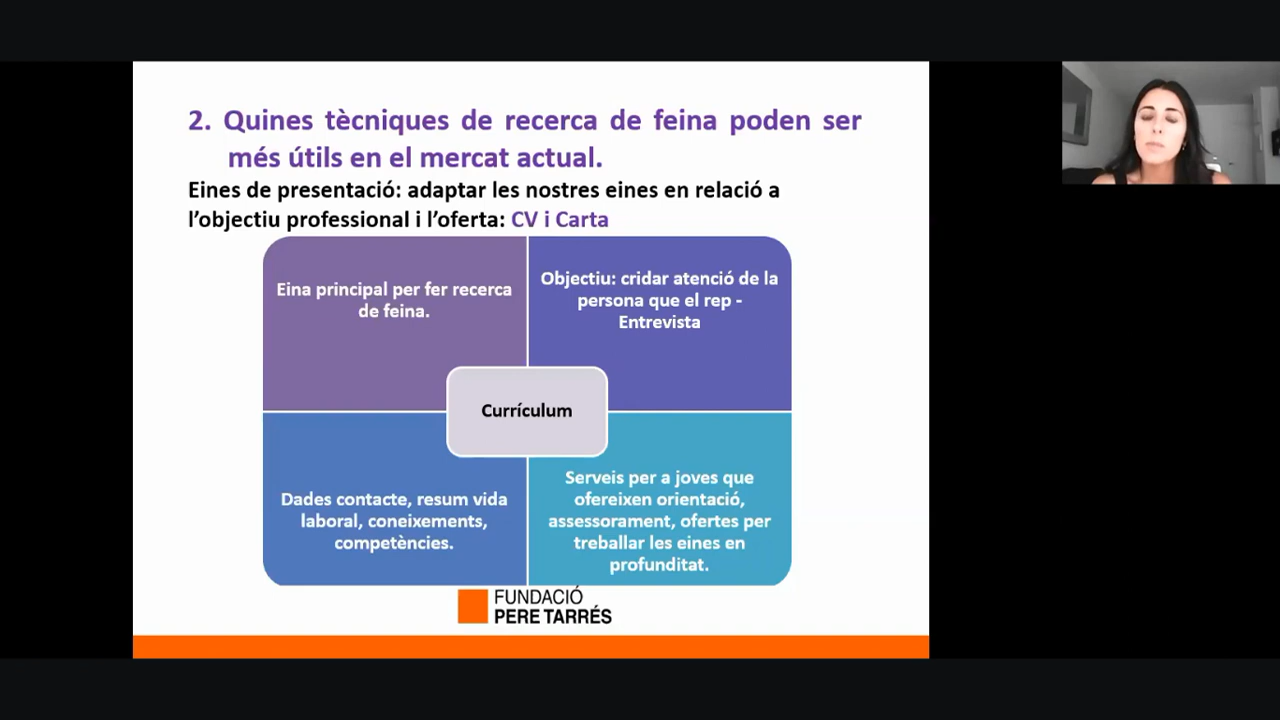 2. Quines tècniques de recerca de feina poden ser
més útils en el mercat actual.
Eines de presentació: adaptar les nostres eines en relació a
l'objectiu professional i l'oferta: CV i Carta
Eina principal per fer recerca
de feina.
Objectiu: cridar atenció de la
persona que el rep -
Entrevista
Currículum
Dades contacte, resum vida
laboral, coneixements,
competències.
Serveis per a joves que
ofereixen orientació,
assessorament, ofertes per
treballar les eines en
profunditat.
FUNDACIÓ
PERE TARRÉS